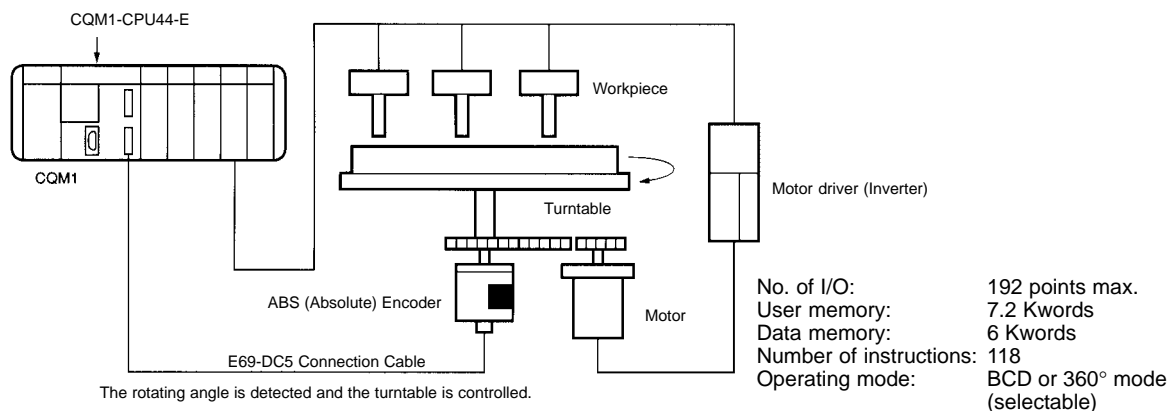 CQM1-CPU44-E
Workpiece
CQM1
Motor driver (Inverter)
Turntable
ABS (Absolute) Encoder
Motor
E69-DC5 Connection Cable
The rotating angle is detected and the turntable is controlled.
No. of I/O: 192 points max.
User memory: 7.2 Kwords
Data memory: 6 Kwords
Number of instructions: 118
Operating mode: BCD or 360° mode
(selectable)